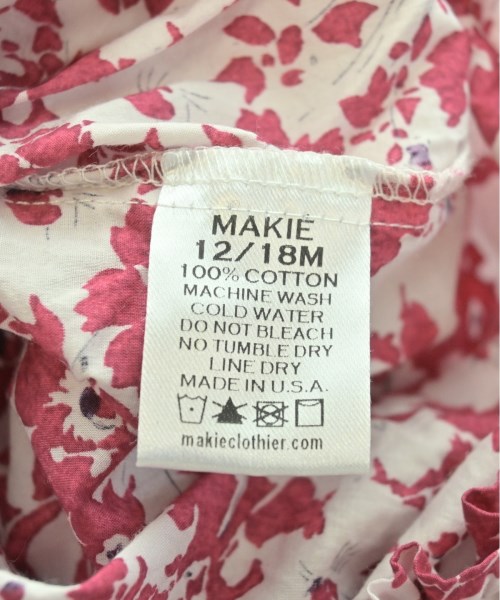 MAKIE
12/18M
100% COTTON
MACHINE WASH
COLD WATER
DO NOT BLEACH
NO TUMBLE DRY
LINE DRY
MADE IN U.S.A.
makieclothier.com